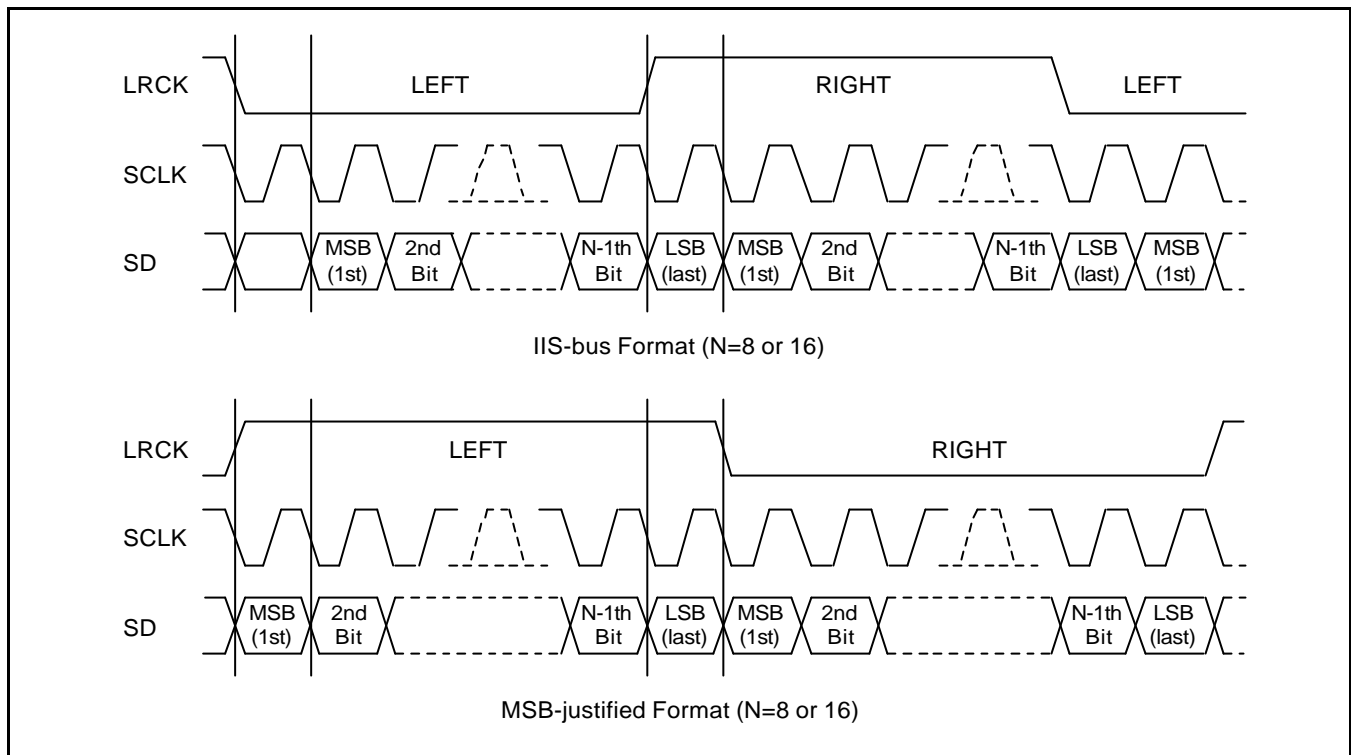 LRCK LEFT RIGHT LEFT
SCLK
SD MSB (1st) 2nd Bit N-1th Bit LSB (last) MSB (1st) 2nd Bit N-1th Bit LSB (last) MSB (1st)
IIS-bus Format (N=8 or 16)
LRCK LEFT RIGHT
SCLK
SD MSB (1st) 2nd Bit N-1th Bit LSB (last) MSB (1st) 2nd Bit N-1th Bit LSB (last)
MSB-justified Format (N=8 or 16)